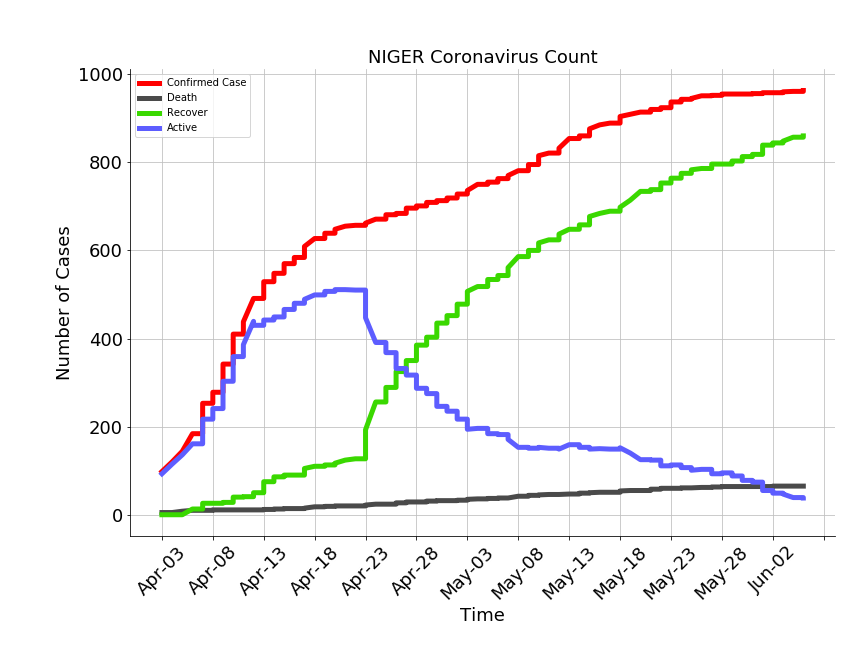 NIGER Coronavirus Count
Confirmed Case
Death
Recover
Active
1000
800
600
400
200
0
Number of Cases
Apr-03
Apr-08
Apr-13
Apr-18
Apr-23
Apr-28
May-03
May-08
May-13
May-18
May-23
May-28
Jun-02
Time